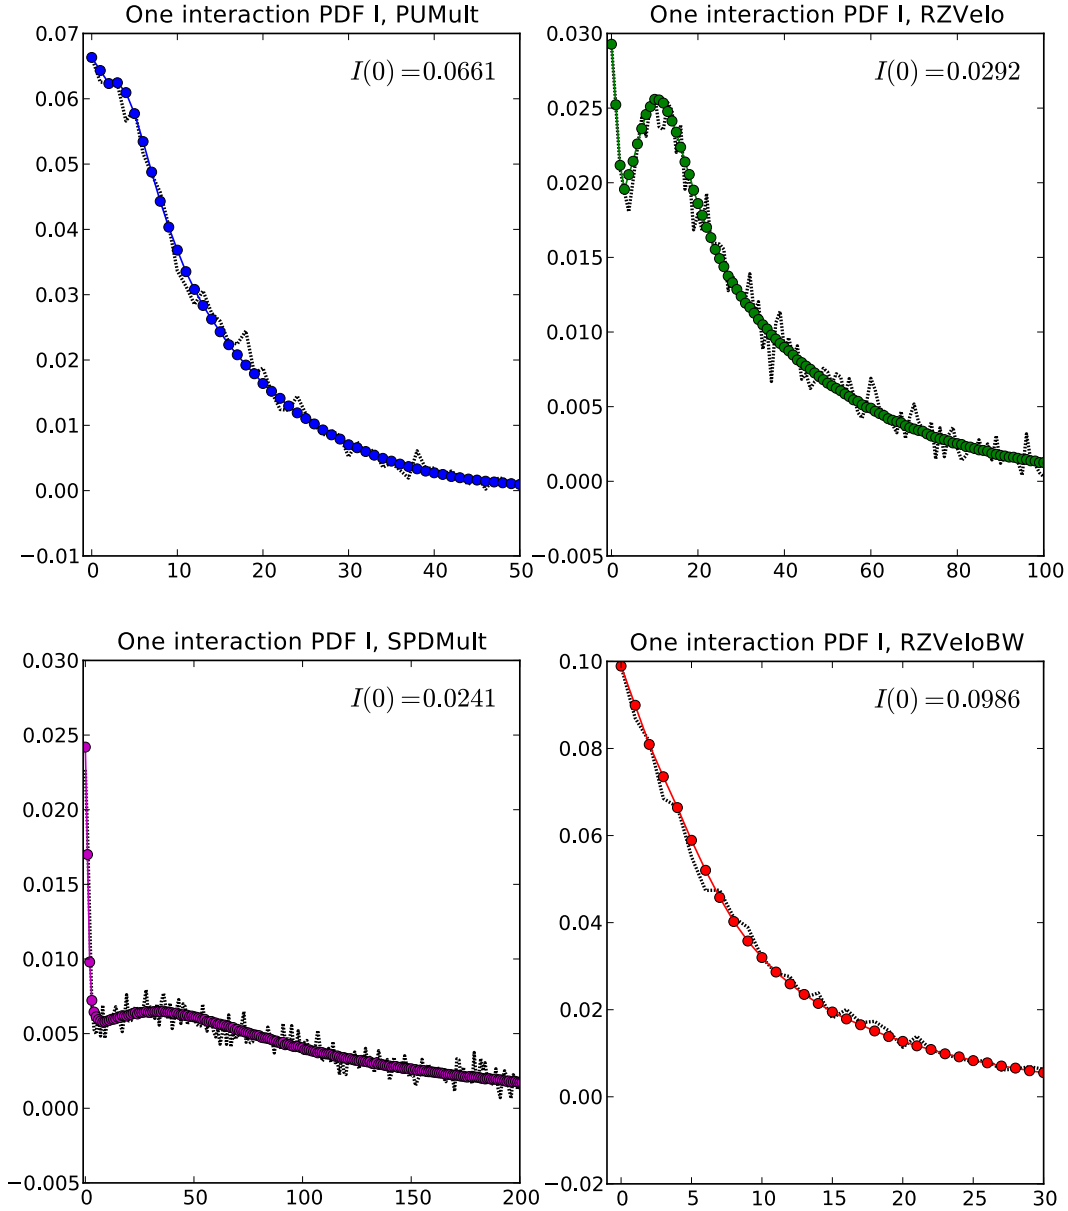 One interaction PDF I, PUMult
I(0)=0.0661
0.07
0.06
0.05
0.04
0.03
0.02
0.01
0.00
−0.01
0 10 20 30 40 50
One interaction PDF I, RZVelo
I(0)=0.0292
0.030
0.025
0.020
0.015
0.010
0.005
0.000
−0.005
0 20 40 60 80 100
One interaction PDF I, SPDMult
I(0)=0.0241
0.030
0.025
0.020
0.015
0.010
0.005
0.000
−0.005
0 50 100 150 200
One interaction PDF I, RZVeloBW
I(0)=0.0986
0.10
0.08
0.06
0.04
0.02
0.00
−0.02
0 5 10 15 20 25 30